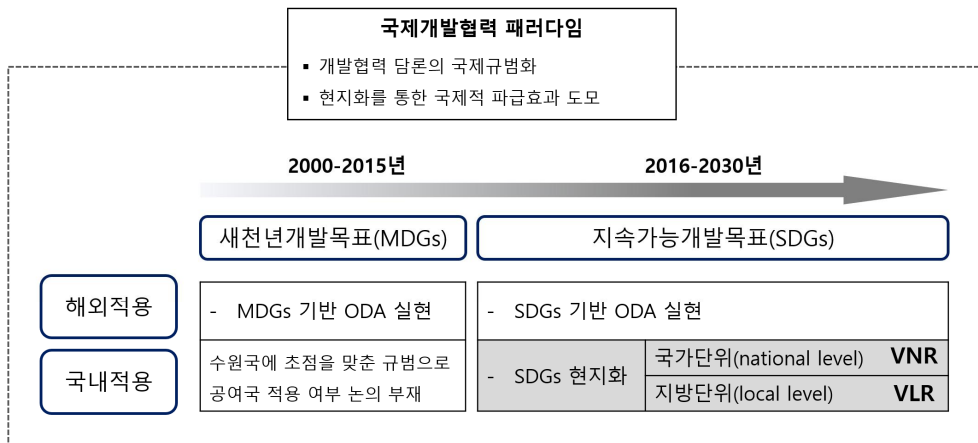 국제개발협력 패러다임
▪ 개발협력 담론의 국제규범화
▪ 현지화를 통한 국제적 파급효과 도모
2000-2015년
2016-2030년
새천년개발목표(MDGs)
지속가능개발목표(SDGs)
해외적용
- MDGs 기반 ODA 실현
- SDGs 기반 ODA 실현
국내적용
수원국에 초점을 맞춘 규범으로
공여국 적용 여부 논의 부재
- SDGs 현지화
국가단위(national level) VNR
지방단위(local level) VLR